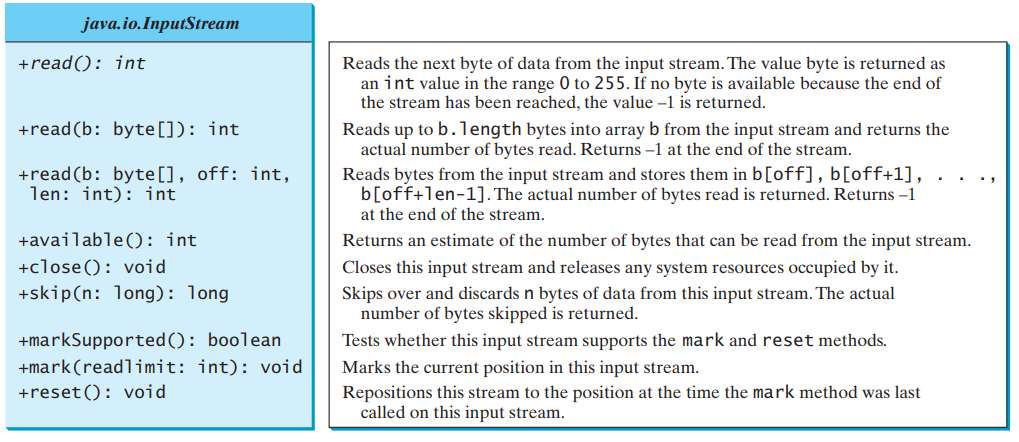 java.io.InputStream
+read(): int
Reads the next byte of data from the input stream. The value byte is returned as
an int value in the range 0 to 255. If no byte is available because the end of
the stream has been reached, the value –1 is returned.
+read(b: byte[]): int
Reads up to b.length bytes into array b from the input stream and returns the
actual number of bytes read. Returns –1 at the end of the stream.
+read(b: byte[], off: int,
len: int): int
Reads bytes from the input stream and stores them in b[off], b[off+1], . . .,
b[off+len-1]. The actual number of bytes read is returned. Returns –1
at the end of the stream.
+available(): int
Returns an estimate of the number of bytes that can be read from the input stream.
+close(): void
Closes this input stream and releases any system resources occupied by it.
+skip(n: long): long
Skips over and discards n bytes of data from this input stream. The actual
number of bytes skipped is returned.
+markSupported(): boolean
Tests whether this input stream supports the mark and reset methods.
+mark(readlimit: int): void
Marks the current position in this input stream.
+reset(): void
Repositions this stream to the position at the time the mark method was last
called on this input stream.